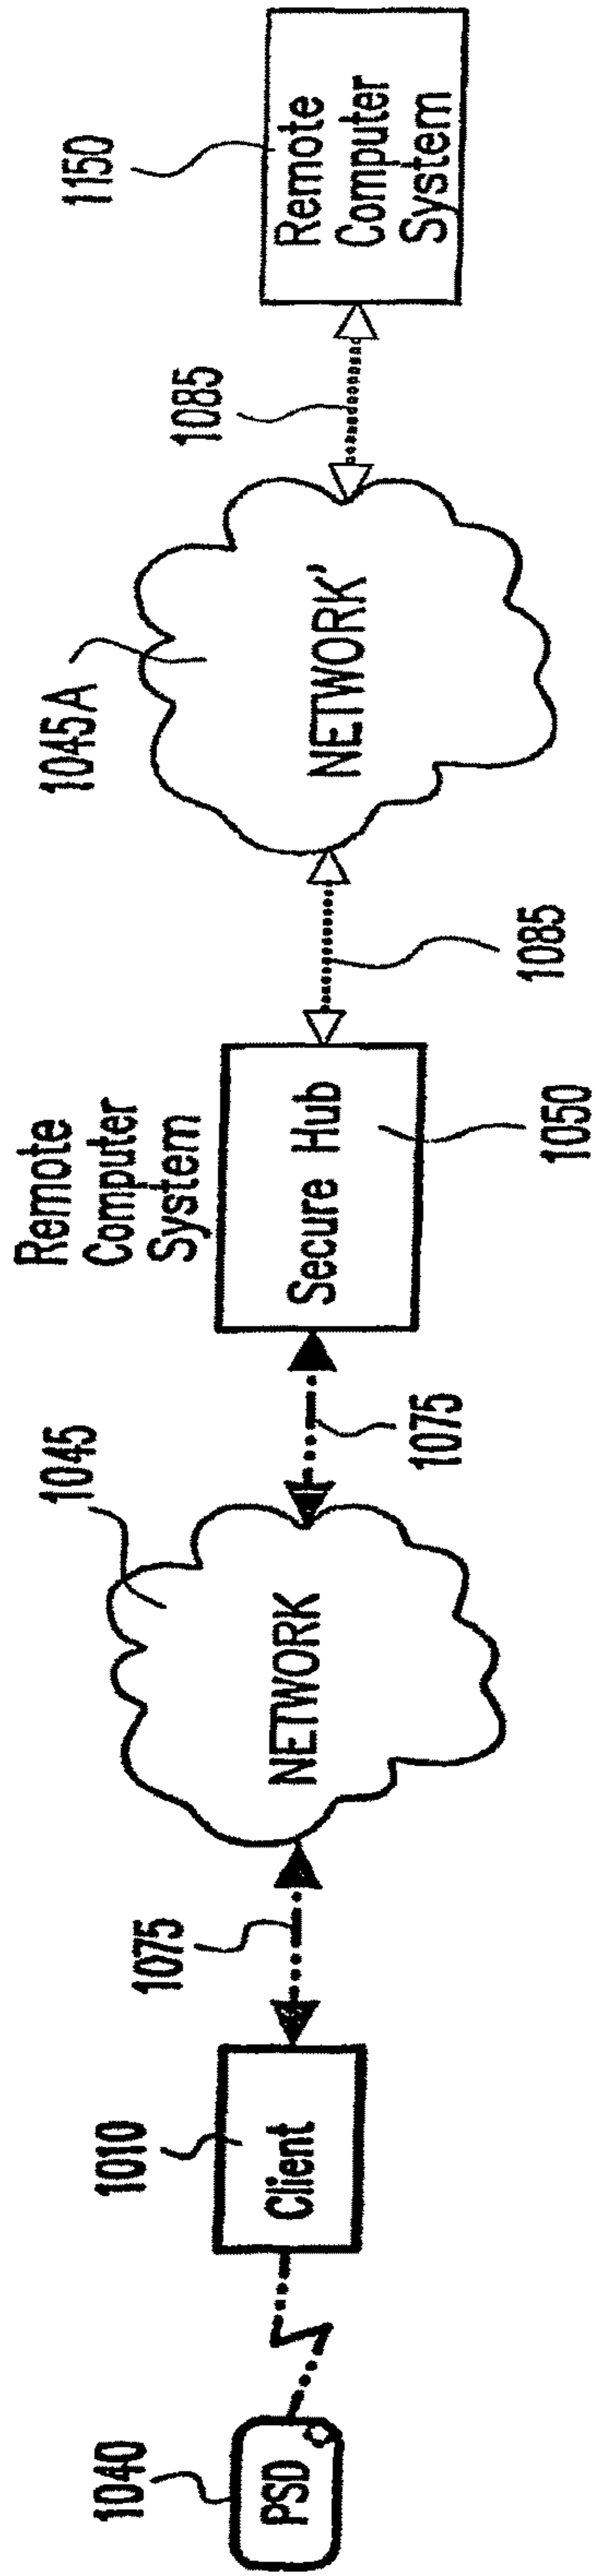 1040
PSD
1010
Client
1075
1045
NETWORK
1075
Remote
Computer
System
Secure Hub
1050
1085
1045A
NETWORK'
1085
1150
Remote
Computer
System